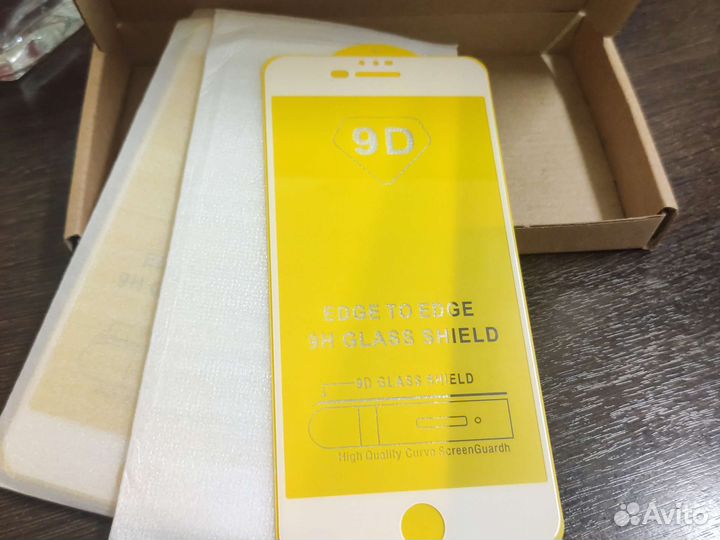 9D
EDGE TO EDGE
9H GLASS SHIELD
9D GLASS SHIELD
High Quality Curve ScreenGuardh
Avito